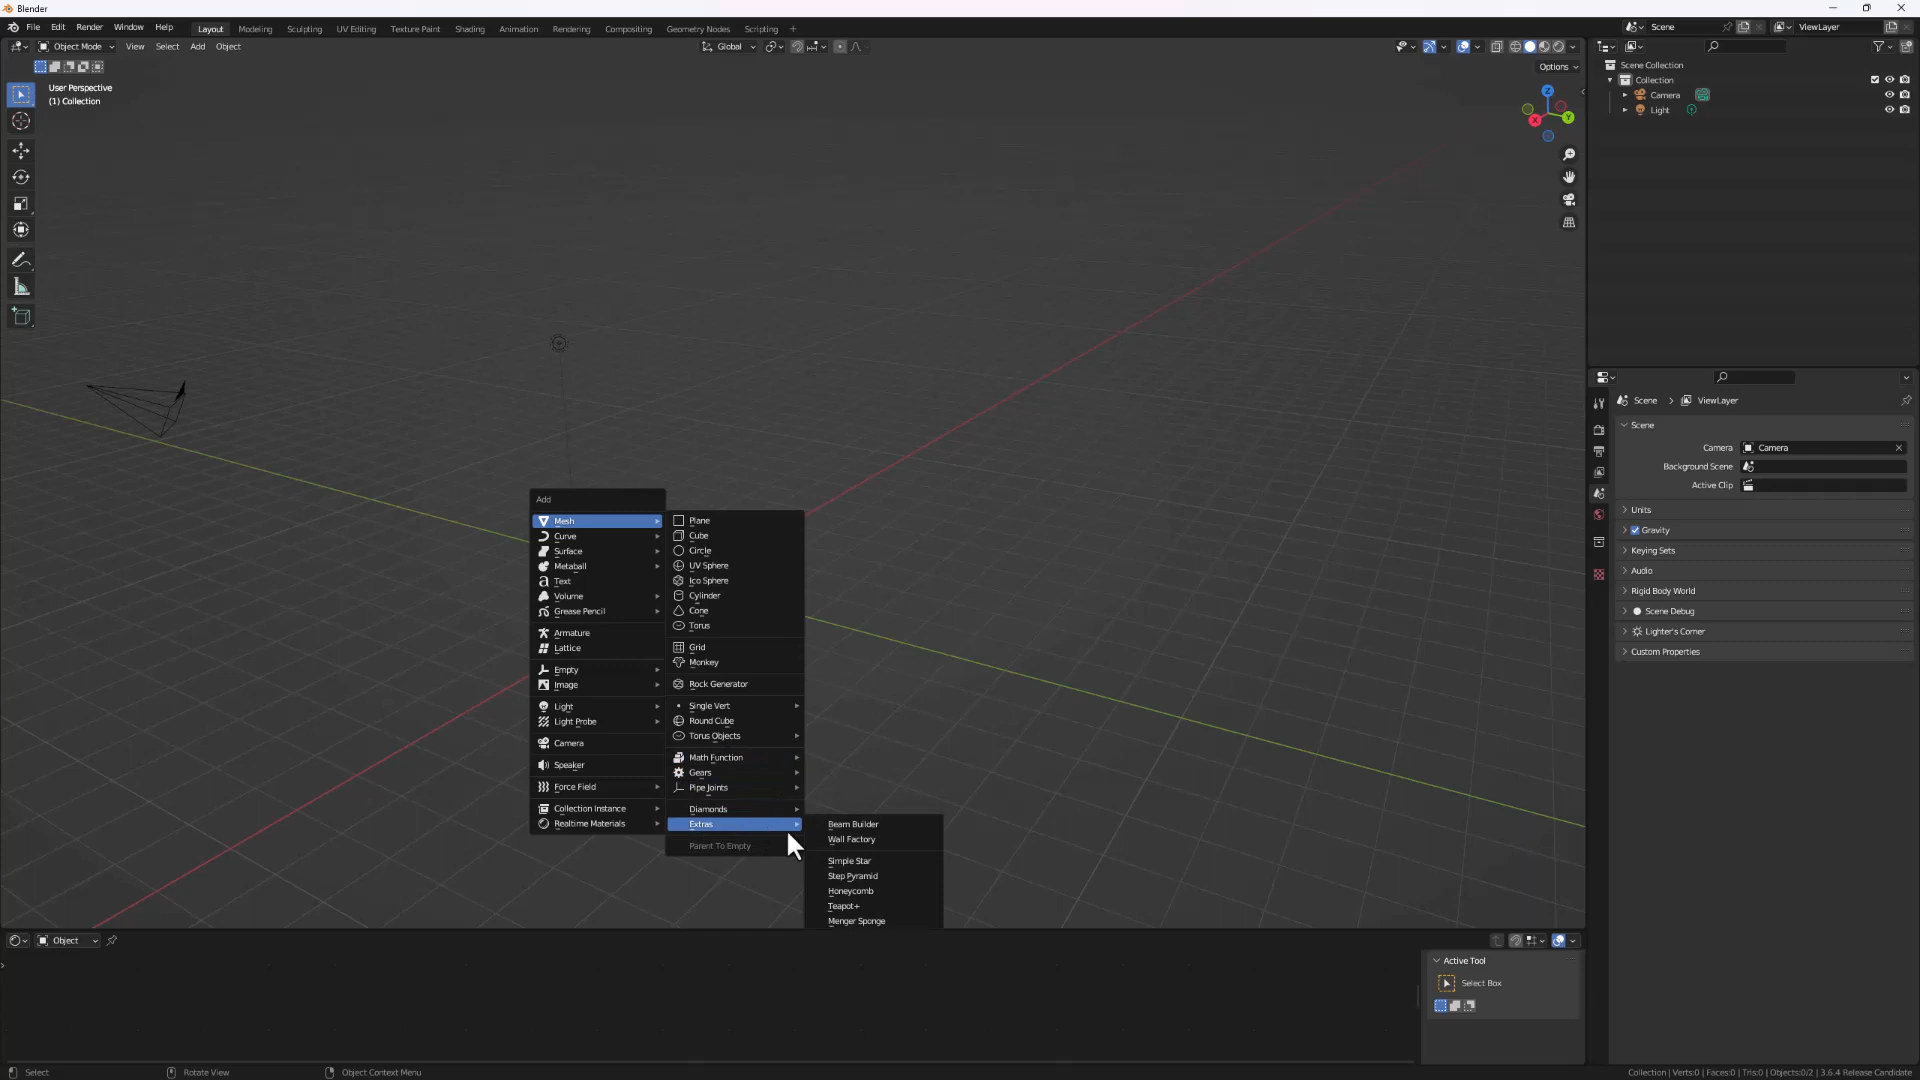 Blender
File Edit Render Window Help Layout Modeling Sculpting UV Editing Texture Paint Shading Animation Rendering Compositing Geometry Nodes Scripting + Scene ViewLayer
Object Mode View Select Add Object Global
Options
User Perspective
(1) Collection
Z
Y
X
Scene Collection
Collection
Camera
Light
Add
Mesh
Curve
Surface
Metaball
Text
Volume
Grease Pencil
Armature
Lattice
Empty
Image
Light
Light Probe
Camera
Speaker
Force Field
Collection Instance
Realtime Materials
Plane
Cube
Circle
UV Sphere
Ico Sphere
Cylinder
Cone
Torus
Grid
Monkey
Rock Generator
Single Vert
Round Cube
Torus Objects
Math Function
Gears
Pipe Joints
Diamonds
Extras
Parent To Empty
Beam Builder
Wall Factory
Simple Star
Step Pyramid
Honeycomb
Teapot+
Menger Sponge
Scene > ViewLayer
Scene
Camera Camera
Background Scene
Active Clip
Units
Gravity
Keying Sets
Audio
Rigid Body World
Scene Debug
Lighter's Corner
Custom Properties
Object
Active Tool
Select Box
Select Rotate View Object Context Menu Collection | Verts:0 | Faces:0 | Tris:0 | Objects:0/2 | 3.6.4 Release Candidate